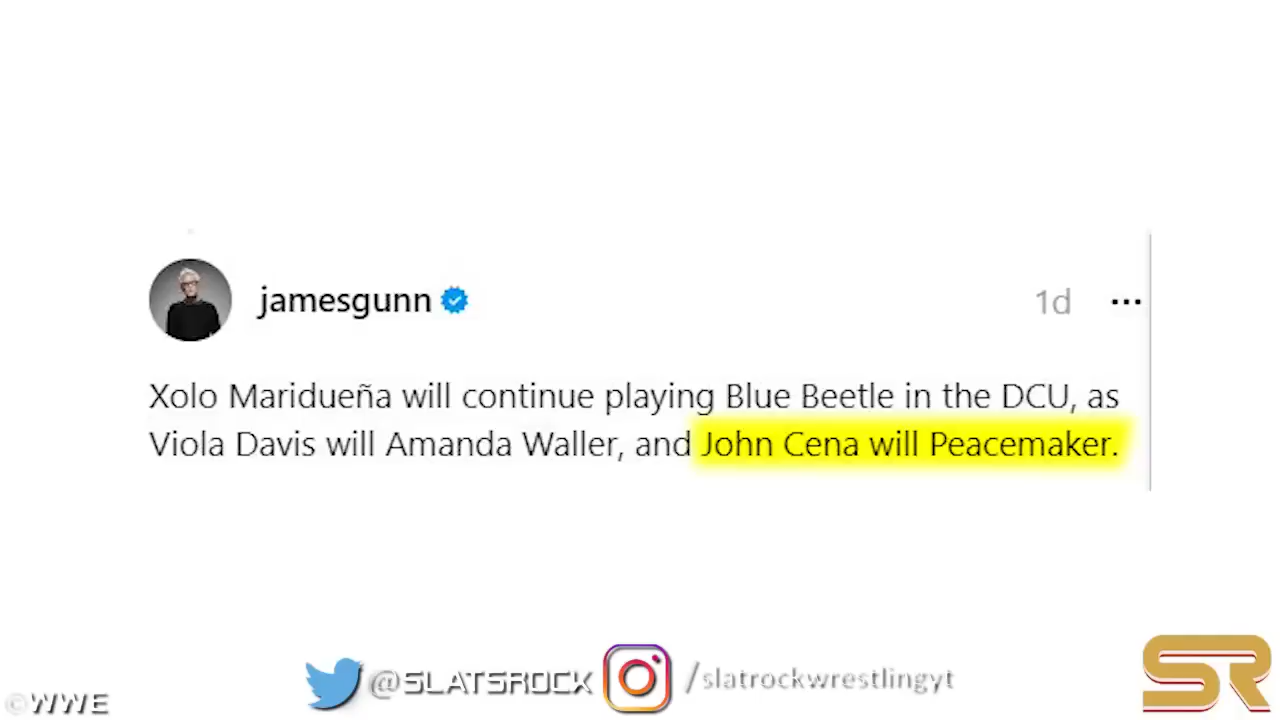 jamesgunn
1d
Xolo Maridueña will continue playing Blue Beetle in the DCU, as
Viola Davis will Amanda Waller, and John Cena will Peacemaker.
©WWE
@SLATSROCK
/slatrockwrestlingyt
SR